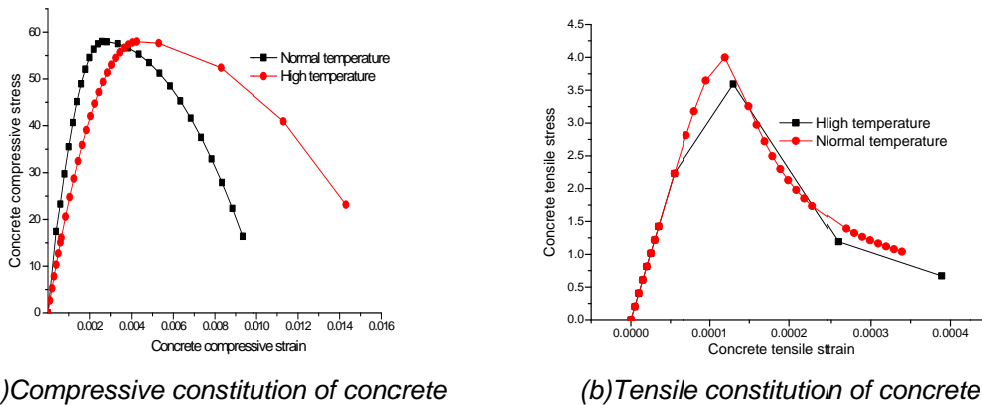 60
50
40
30
20
10
0
Concrete compressive stress
Normal temperature
High temperature
0.002 0.004 0.006 0.008 0.010 0.012 0.014 0.016
Concrete compressive strain
)Compressive constitution of concrete
4.5
4.0
3.5
3.0
2.5
2.0
1.5
1.0
0.5
0.0
Concrete tensile stress
High temperature
Normal temperature
0.0000 0.0001 0.0002 0.0003 0.0004
Concrete tensile strain
(b)Tensile constitution of concrete